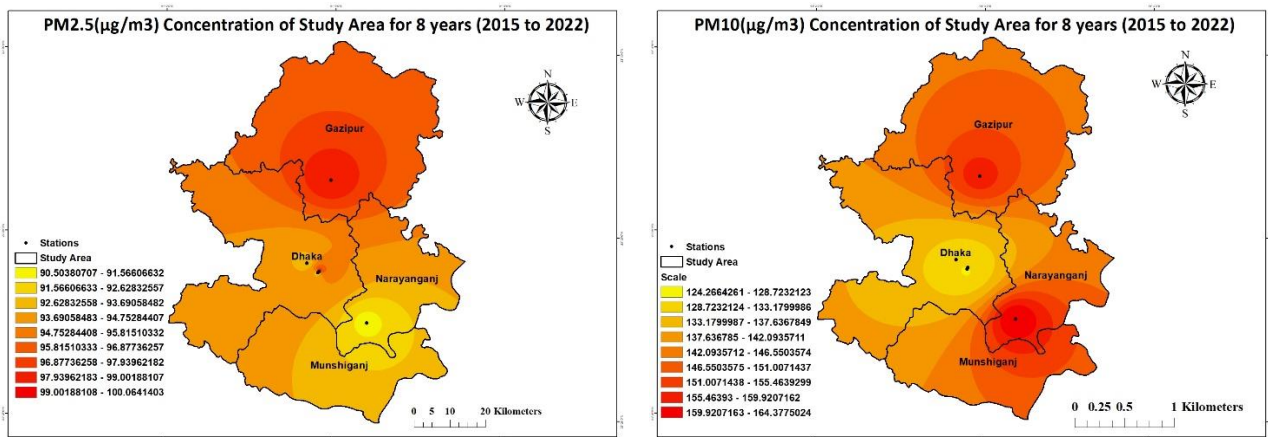 PM2.5(µg/m3) Concentration of Study Area for 8 years (2015 to 2022)
N
W E
S
Gazipur
Dhaka
Narayanganj
Munshiganj
Stations
Study Area
90.50380707 - 91.56606632
91.56606633 - 92.62832557
92.62832558 - 93.69058482
93.69058483 - 94.75284407
94.75284408 - 95.81510332
95.81510333 - 96.87736257
96.87736258 - 97.93962182
97.93962183 - 99.00188107
99.00188108 - 100.0641403
0 5 10 20 Kilometers
PM10(µg/m3) Concentration of Study Area for 8 years (2015 to 2022)
N
W E
S
Gazipur
Dhaka
Narayanganj
Munshiganj
Stations
Study Area
Scale
124.2664261 - 128.7232123
128.7232124 - 133.1799986
133.1799987 - 137.6367849
137.636785 - 142.0935711
142.0935712 - 146.5503574
146.5503575 - 151.0071437
151.0071438 - 155.4639299
155.46393 - 159.9207162
159.9207163 - 164.3775024
0 0.25 0.5 1 Kilometers